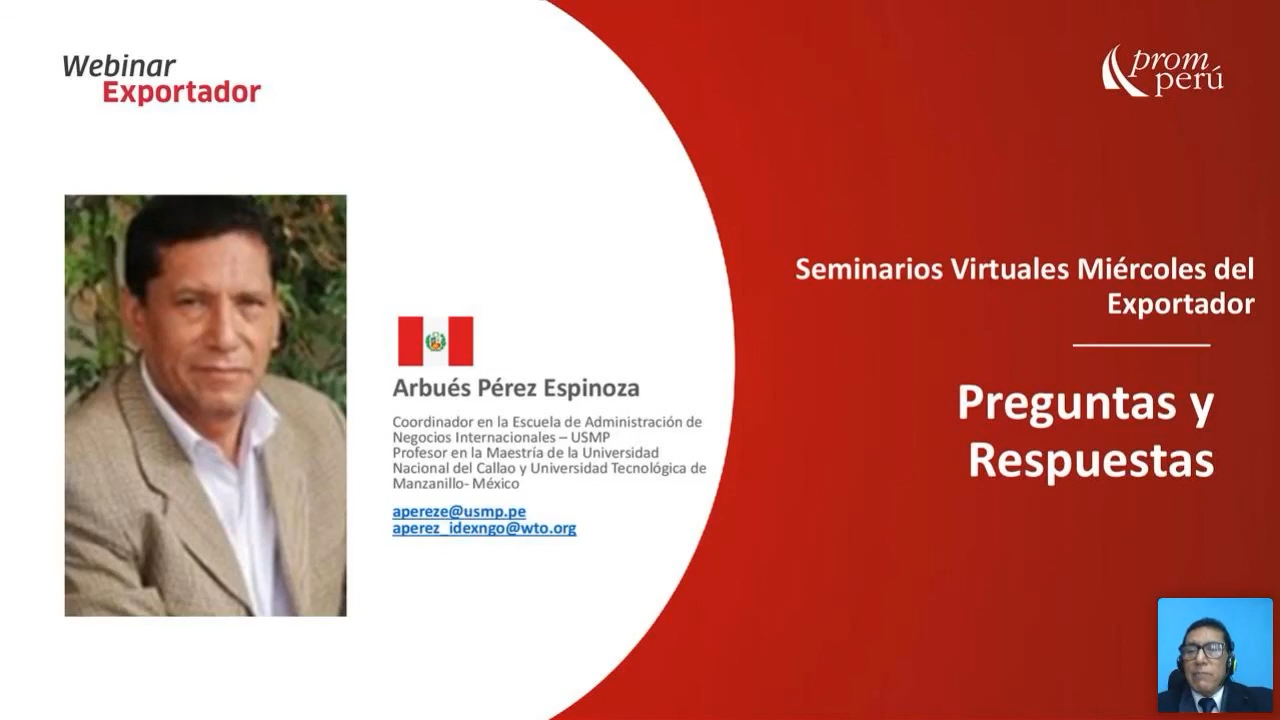 Webinar
Exportador
prom
perú
Arbués Pérez Espinoza
Coordinador en la Escuela de Administración de
Negocios Internacionales – USMP
Profesor en la Maestría de la Universidad
Nacional del Callao y Universidad Tecnológica de
Manzanillo- México
apereze@usmp.pe
aperez_idexngo@wto.org
Seminarios Virtuales Miércoles del
Exportador
Preguntas y
Respuestas